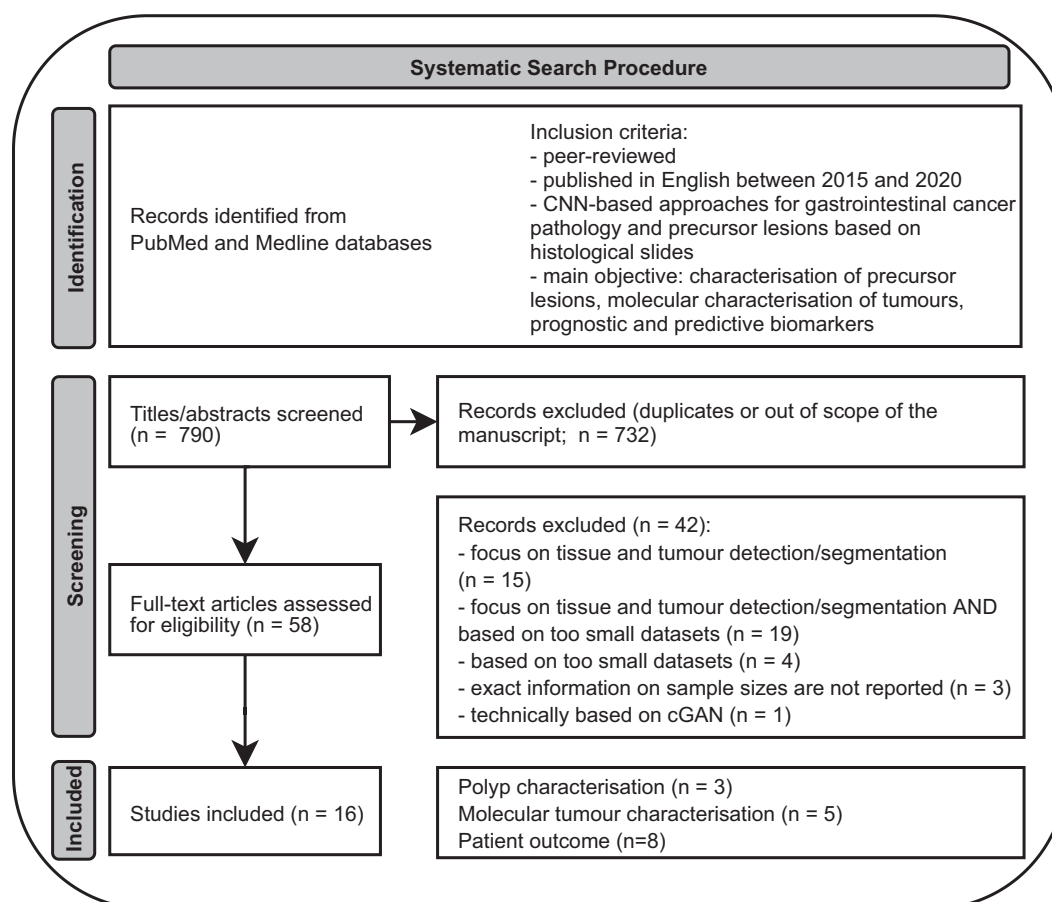 Systematic Search Procedure
Identification
Records identified from
PubMed and Medline databases
Inclusion criteria:
- peer-reviewed
- published in English between 2015 and 2020
- CNN-based approaches for gastrointestinal cancer
pathology and precursor lesions based on
histological slides
- main objective: characterisation of precursor
lesions, molecular characterisation of tumours,
prognostic and predictive biomarkers
Screening
Titles/abstracts screened
(n = 790)
Records excluded (duplicates or out of scope of the
manuscript; n = 732)
Full-text articles assessed
for eligibility (n = 58)
Records excluded (n = 42):
- focus on tissue and tumour detection/segmentation
(n = 15)
- focus on tissue and tumour detection/segmentation AND
based on too small datasets (n = 19)
- based on too small datasets (n = 4)
- exact information on sample sizes are not reported (n = 3)
- technically based on cGAN (n = 1)
Included
Studies included (n = 16)
Polyp characterisation (n = 3)
Molecular tumour characterisation (n = 5)
Patient outcome (n=8)